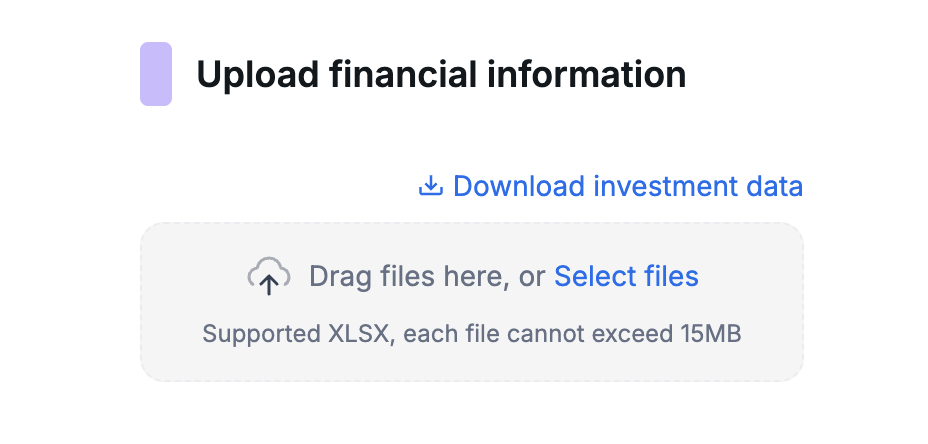 Upload financial information
Download investment data
Drag files here, or Select files
Supported XLSX, each file cannot exceed 15MB